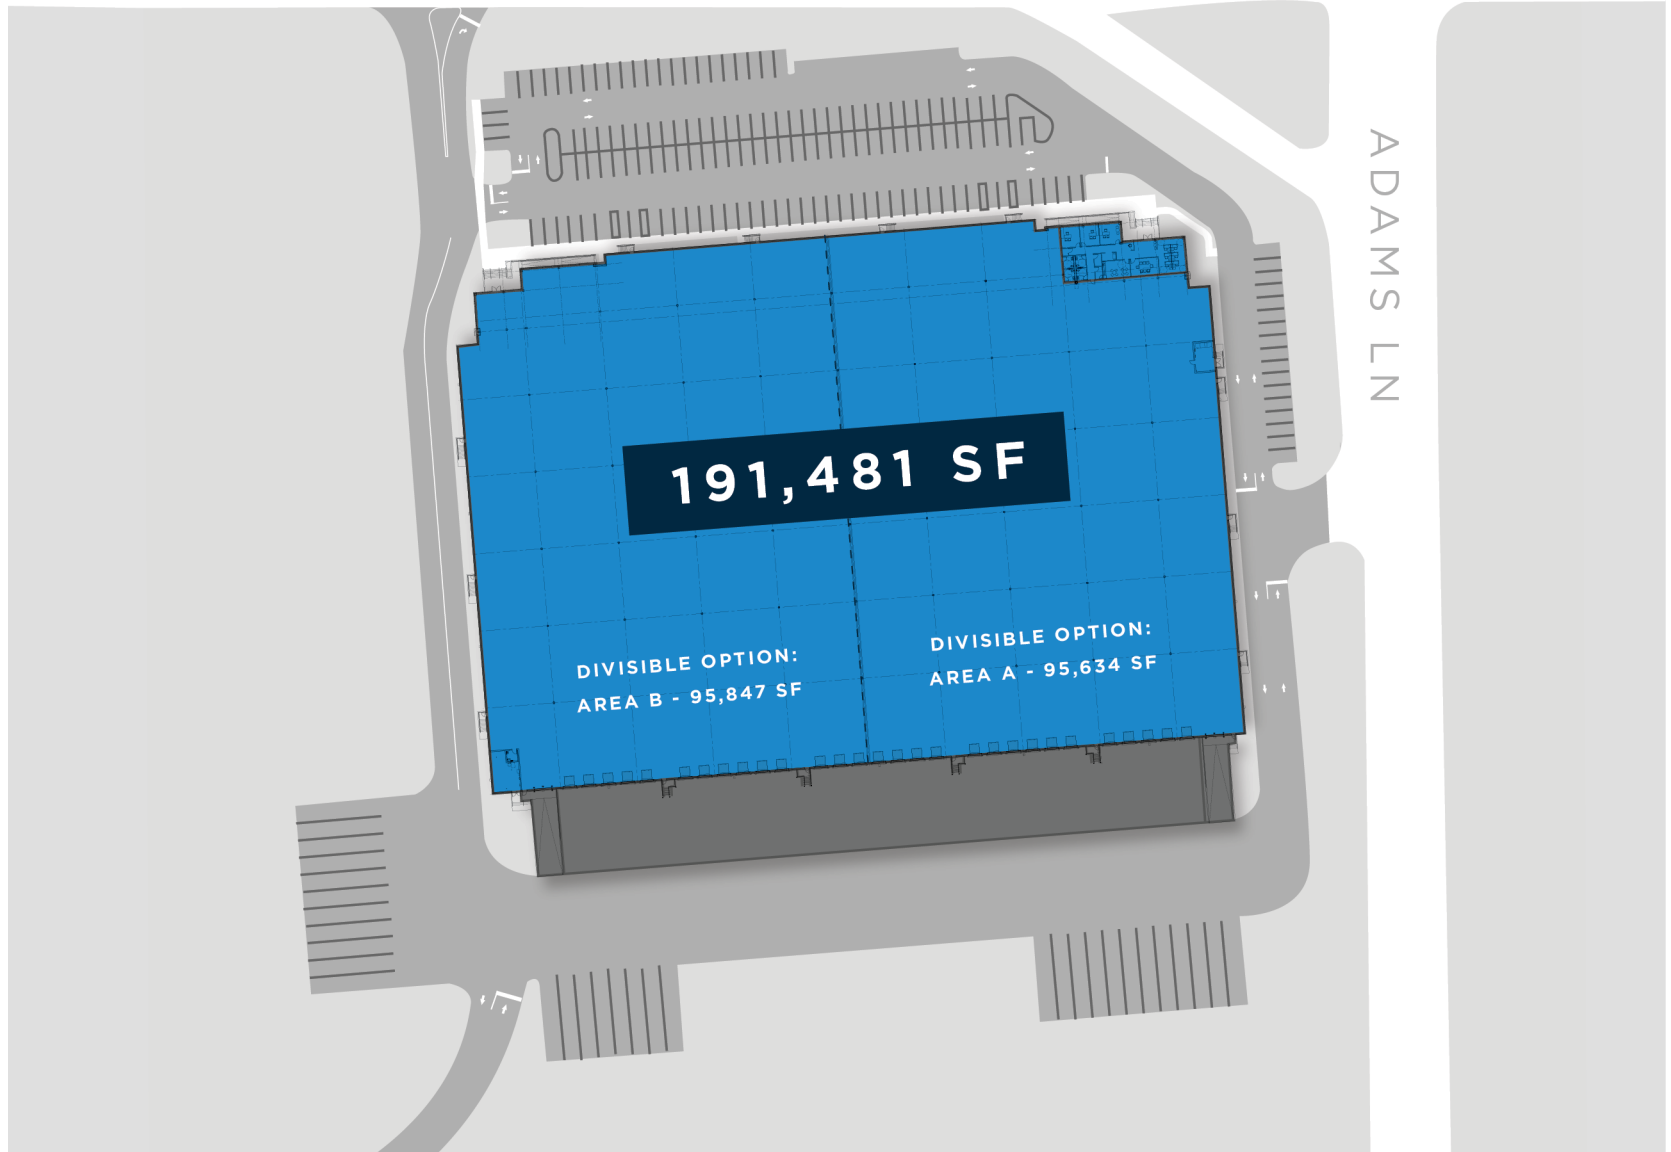 ADAMS LN
191,481 SF
DIVISIBLE OPTION:
AREA B - 95,847 SF
DIVISIBLE OPTION:
AREA A - 95,634 SF